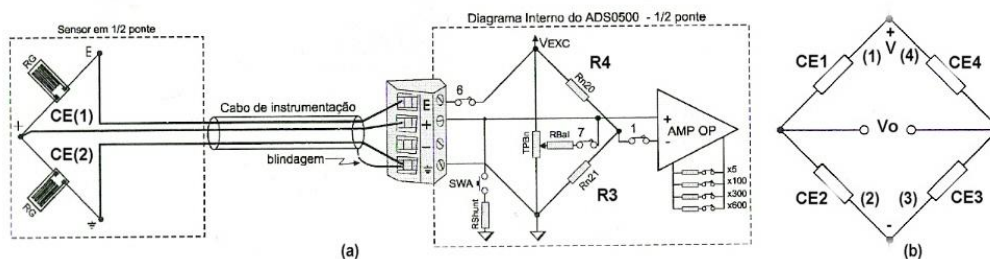 Sensor em 1/2 ponte
E
RG
CE(1)
+
CE(2)
RG
Cabo de instrumentação
blindagem
(a)
Diagrama Interno do ADS0500 - 1/2 ponte
VEXC
R4
Rn20
6
E
+
−
TPBn
RBal
7
1
+
-
AMP OP
SWA
RShunt
Rn21
R3
x5
x100
x300
x600
+
V
CE1
(1)
(4)
CE4
Vo
CE2
(2)
(3)
CE3
-
(b)